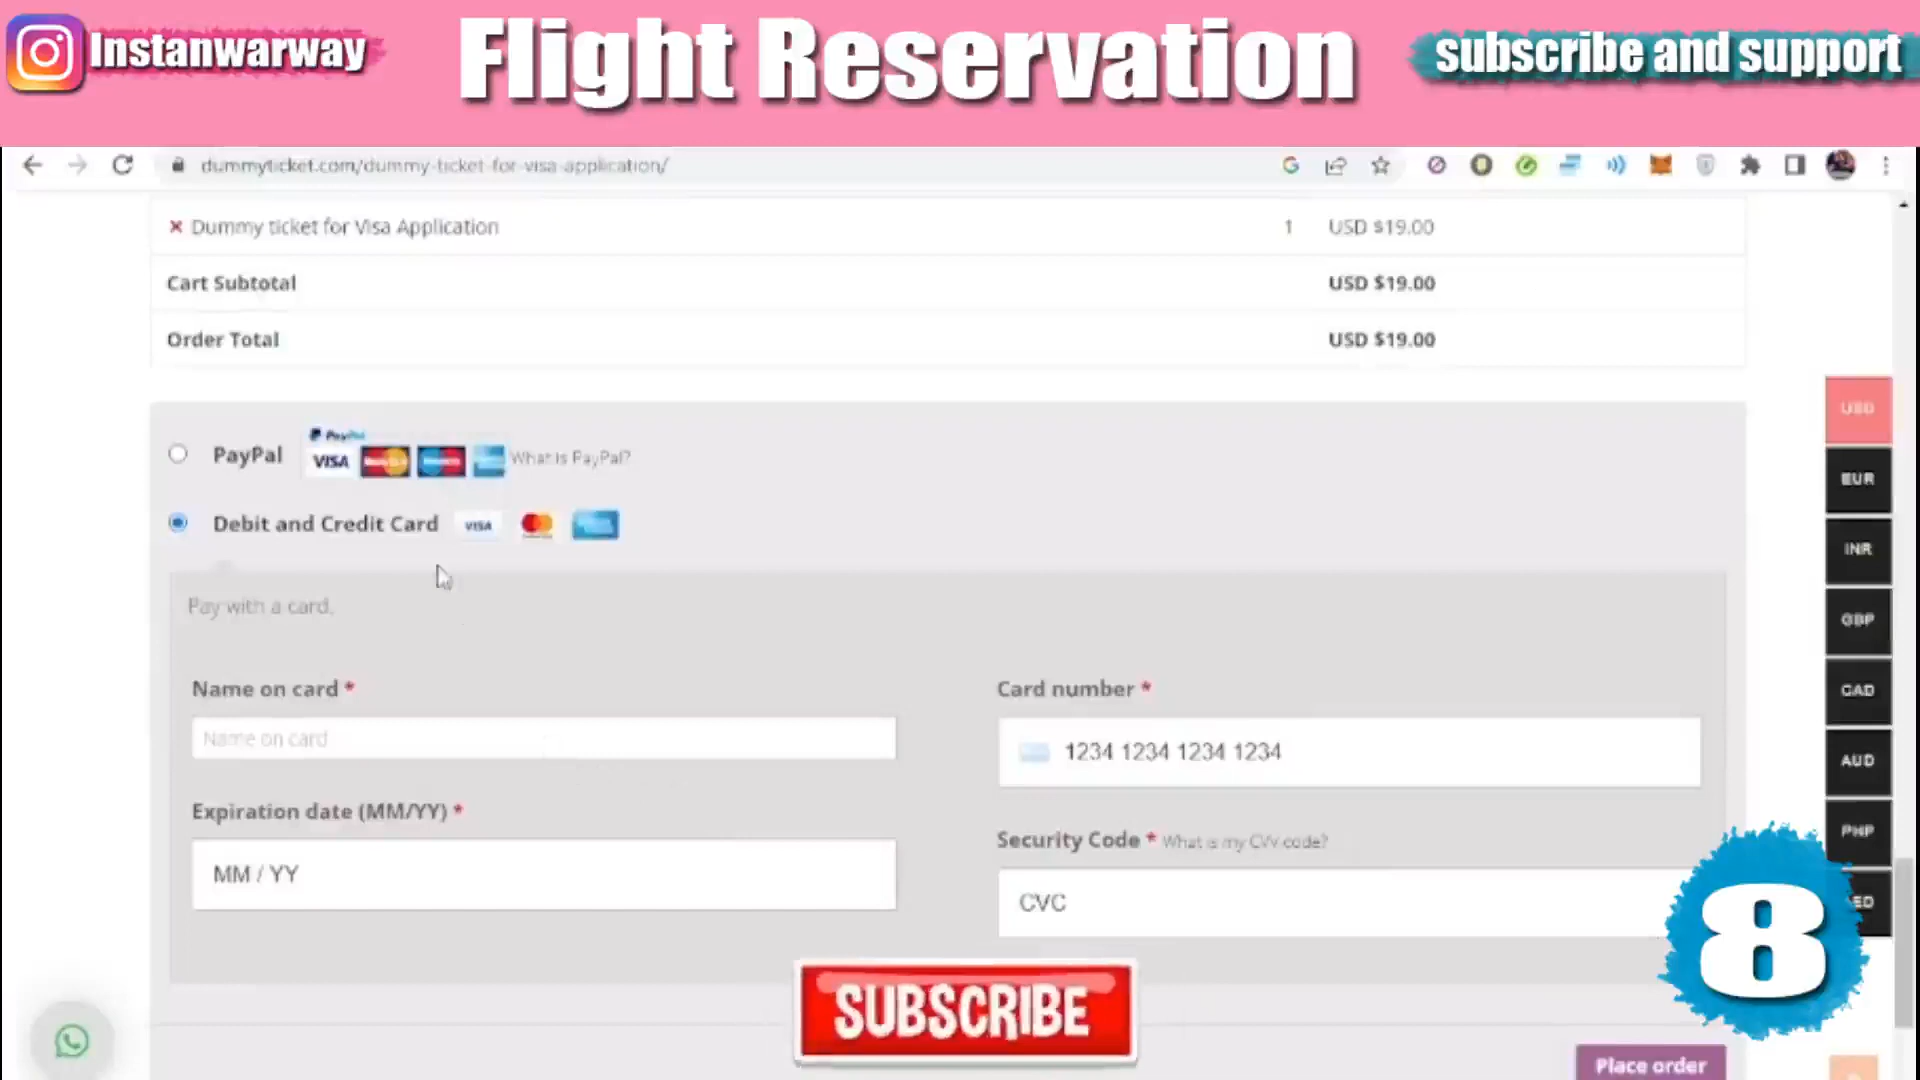 Instanwarway
Flight Reservation
subscribe and support
dummyticket.com/dummy-ticket-for-visa-application/
× Dummy ticket for Visa Application 1 USD $19.00
Cart Subtotal USD $19.00
Order Total USD $19.00
PayPal PayPal VISA What is PayPal?
Debit and Credit Card VISA
Pay with a card.
Name on card * Card number *
Name on card 1234 1234 1234 1234
Expiration date (MM/YY) * Security Code * What is my CVV code?
MM / YY CVC
USD
EUR
INR
GBP
CAD
AUD
PHP
ED
8
SUBSCRIBE
Place order